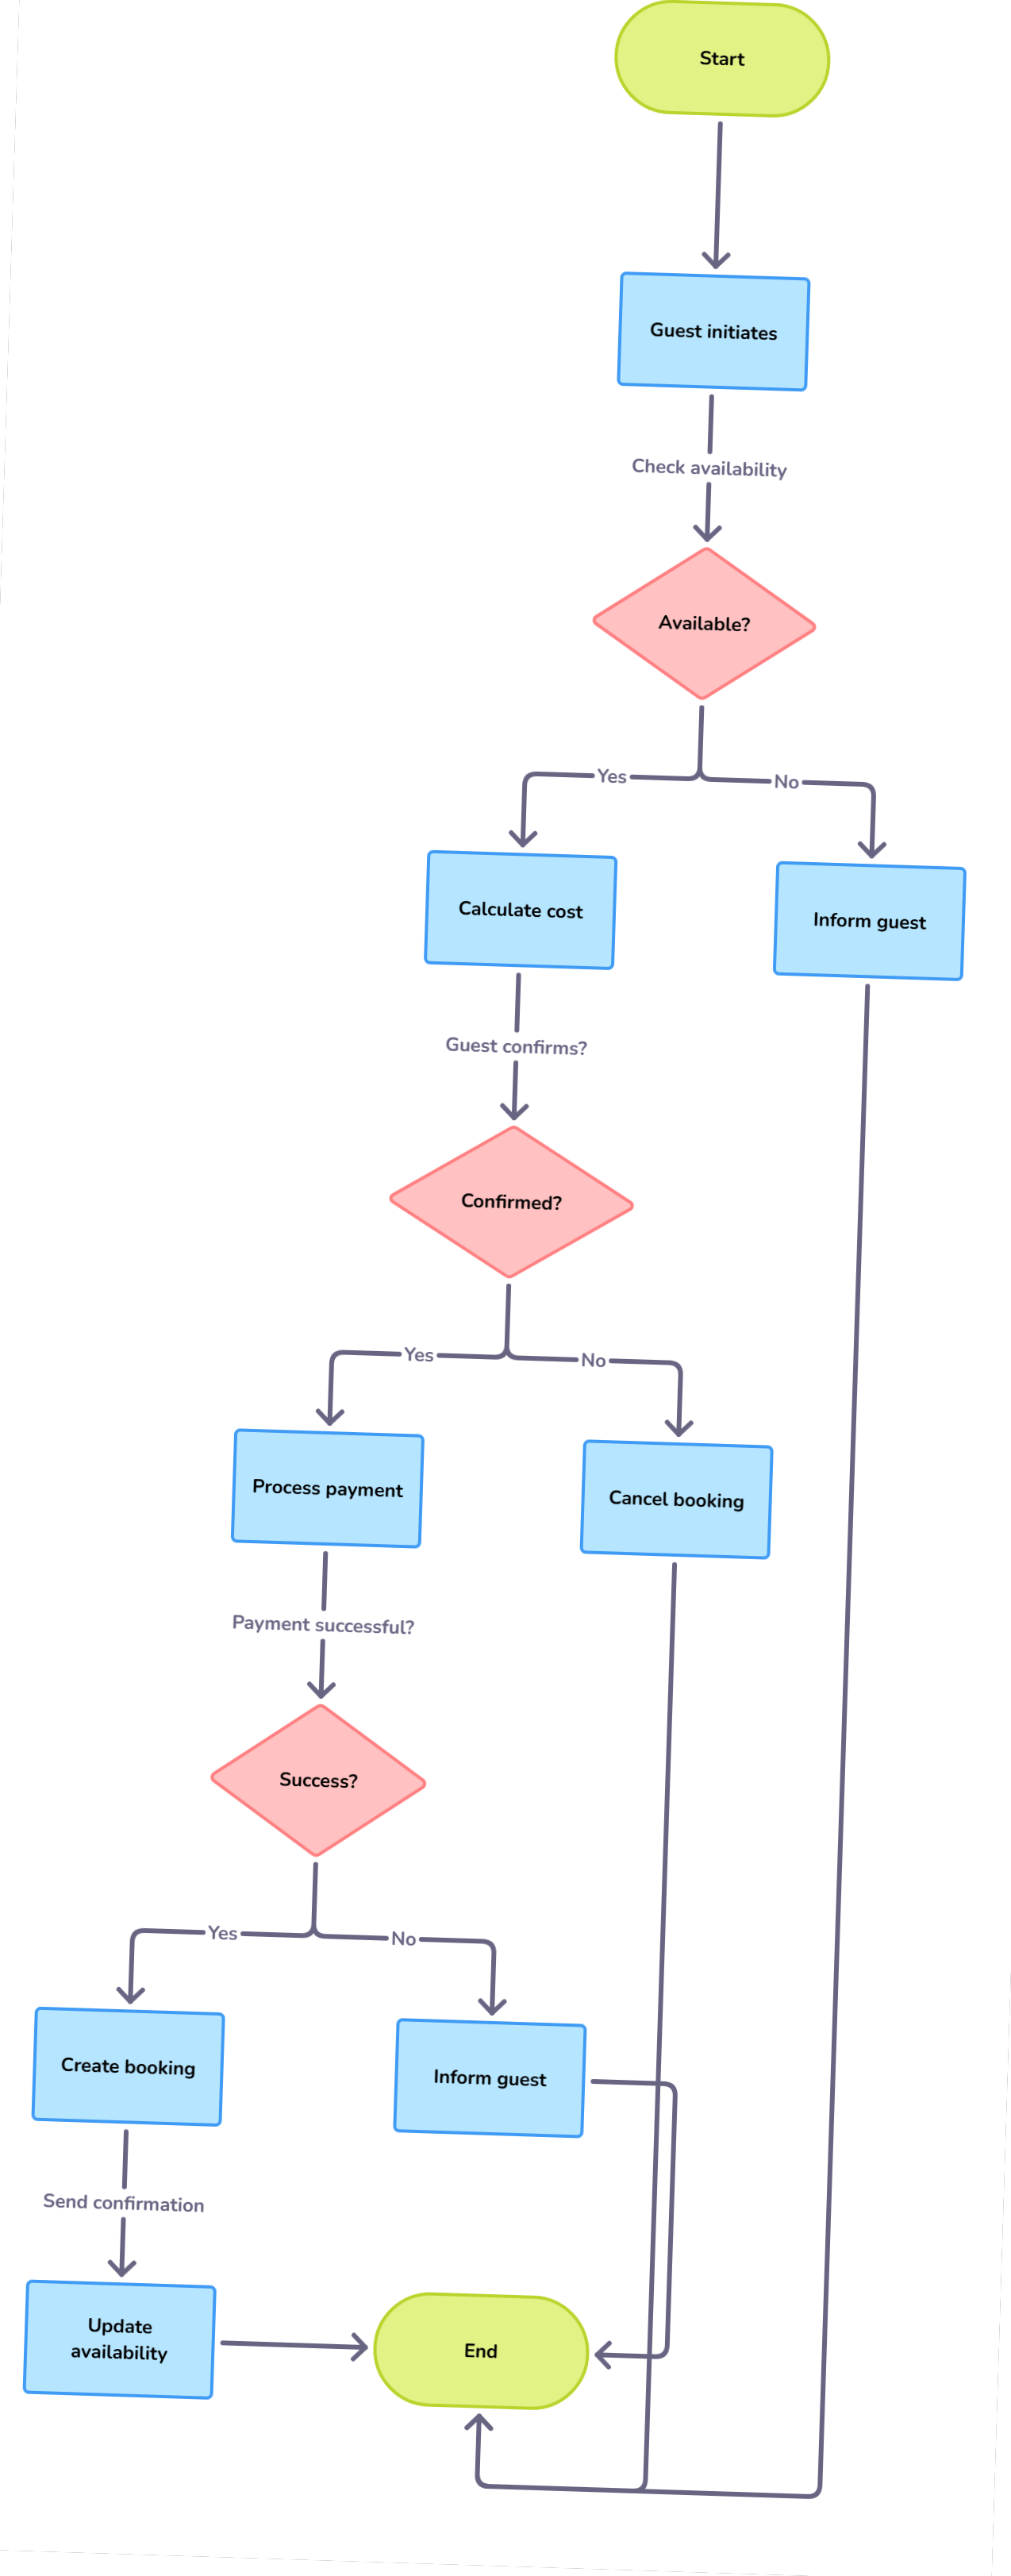 Start
Guest initiates
Check availability
Available?
Yes
No
Calculate cost
Inform guest
Guest confirms?
Confirmed?
Yes
No
Process payment
Cancel booking
Payment successful?
Success?
Yes
No
Create booking
Inform guest
Send confirmation
Update
availability
End